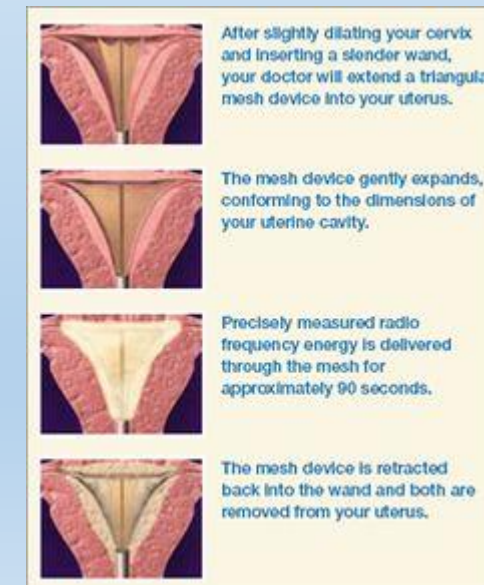 After slightly dilating your cervix
and inserting a slender wand,
your doctor will extend a triangula
mesh device into your uterus.
The mesh device gently expands,
conforming to the dimensions of
your uterine cavity.
Precisely measured radio
frequency energy is delivered
through the mesh for
approximately 90 seconds.
The mesh device is retracted
back into the wand and both are
removed from your uterus.